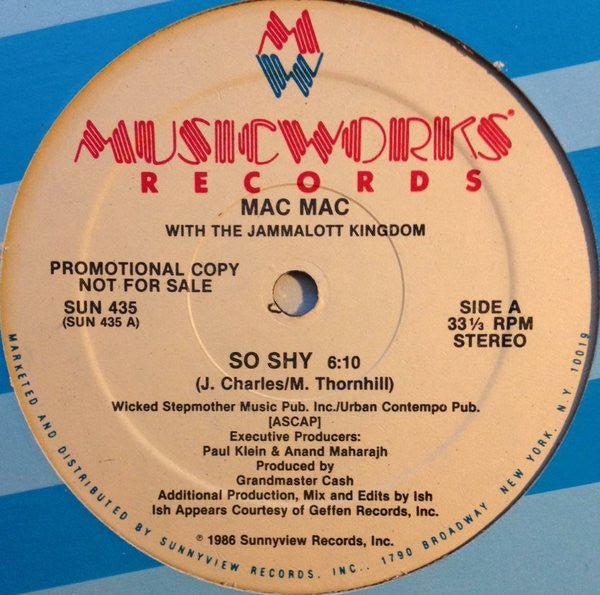 MUSICWORKS®
RECORDS
MAC MAC
WITH THE JAMMALOTT KINGDOM
PROMOTIONAL COPY
NOT FOR SALE
SUN 435
(SUN 435 A)
SIDE A
33⅓ RPM
STEREO
SO SHY 6:10
(J. Charles/M. Thornhill)
Wicked Stepmother Music Pub. Inc./Urban Contempo Pub.
[ASCAP]
Executive Producers:
Paul Klein & Anand Maharajh
Produced by
Grandmaster Cash
Additional Production, Mix and Edits by Ish
Ish Appears Courtesy of Geffen Records, Inc.
℗ 1986 Sunnyview Records, Inc.
MARKETED AND DISTRIBUTED BY SUNNYVIEW RECORDS, INC., 1790 BROADWAY, NEW YORK, N.Y. 10019